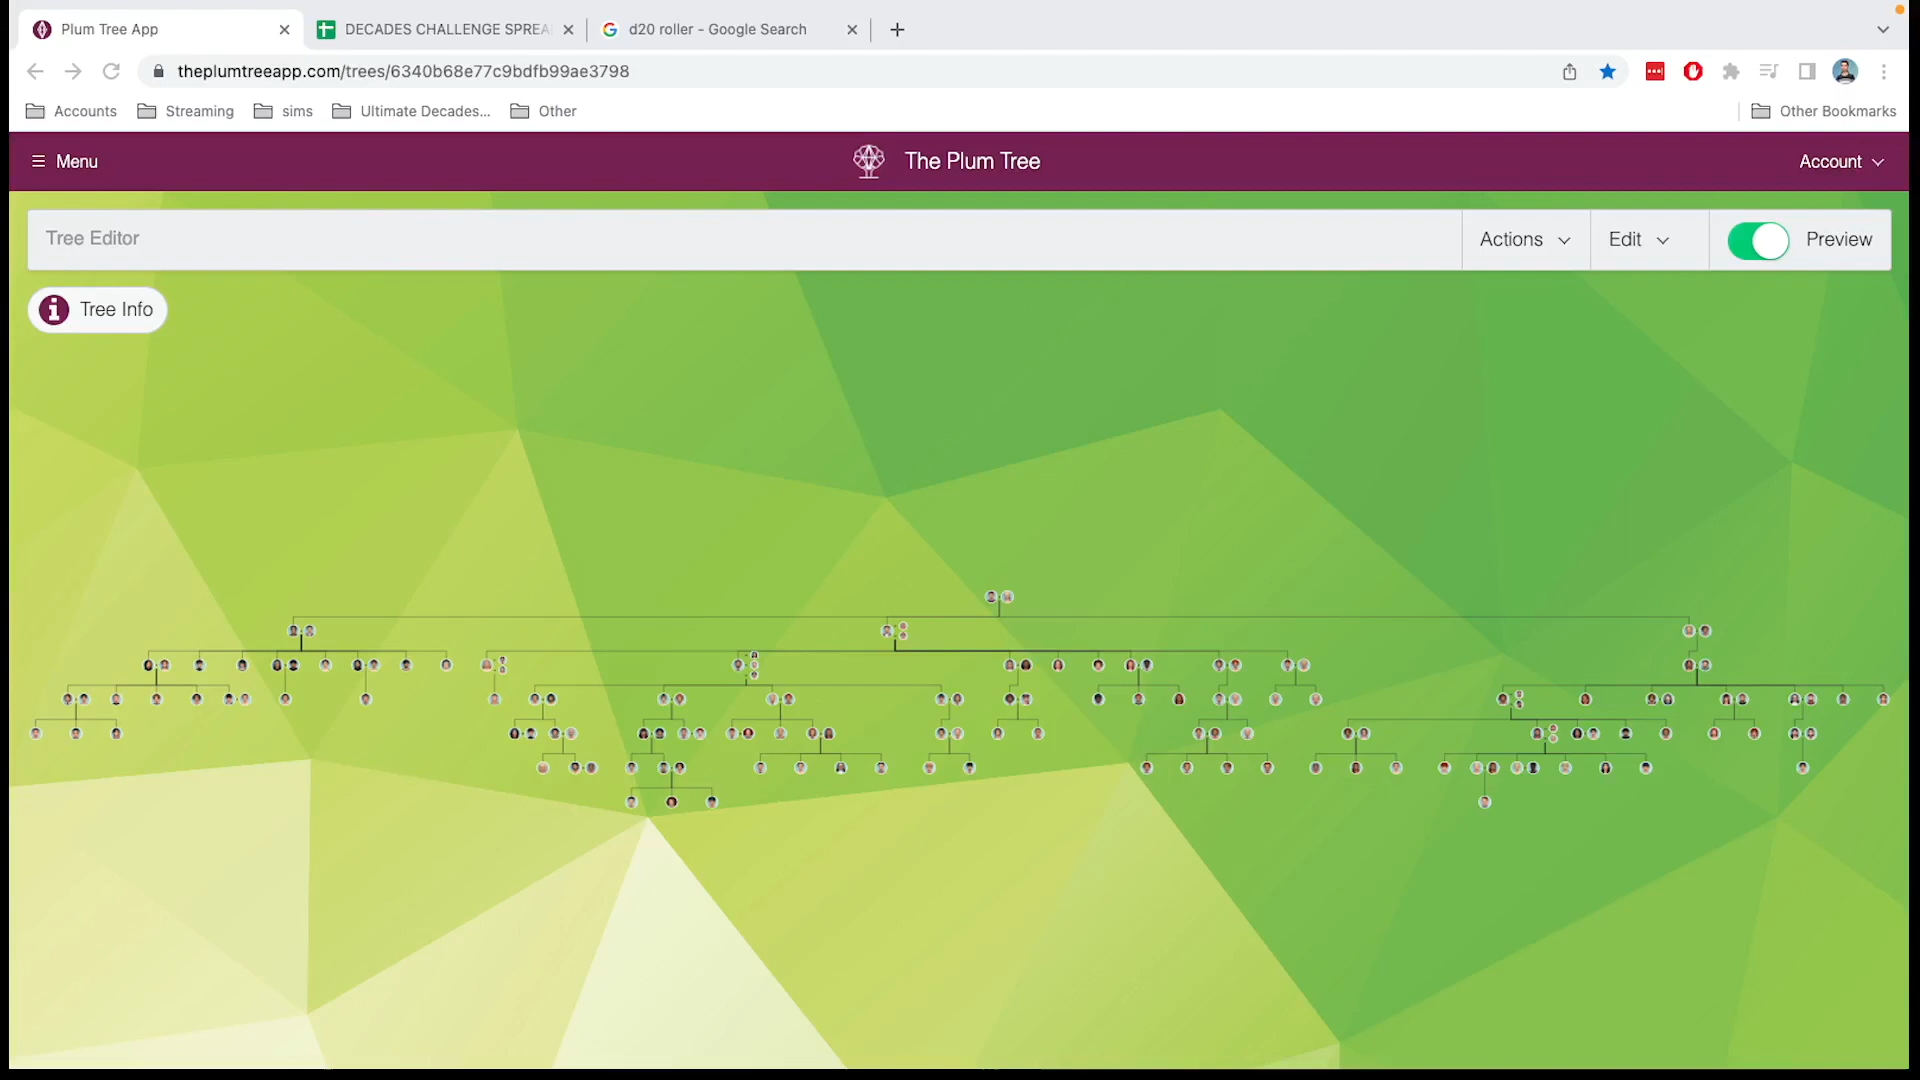 Plum Tree App
DECADES CHALLENGE SPREA
d20 roller - Google Search
theplumtreeapp.com/trees/6340b68e77c9bdfb99ae3798
Accounts
Streaming
sims
Ultimate Decades...
Other
Other Bookmarks
Menu
The Plum Tree
Account
Tree Editor
Actions
Edit
Preview
Tree Info